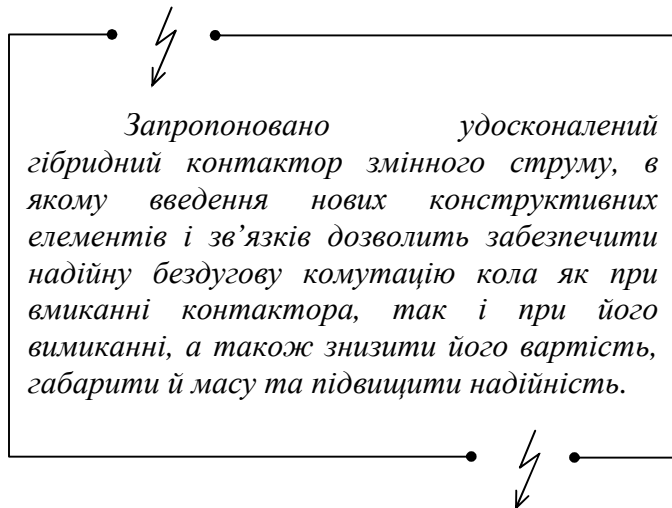 Запропоновано удосконалений
гібридний контактор змінного струму, в
якому введення нових конструктивних
елементів і зв’язків дозволить забезпечити
надійну бездугову комутацію кола як при
вмиканні контактора, так і при його
вимиканні, а також знизити його вартість,
габарити й масу та підвищити надійність.